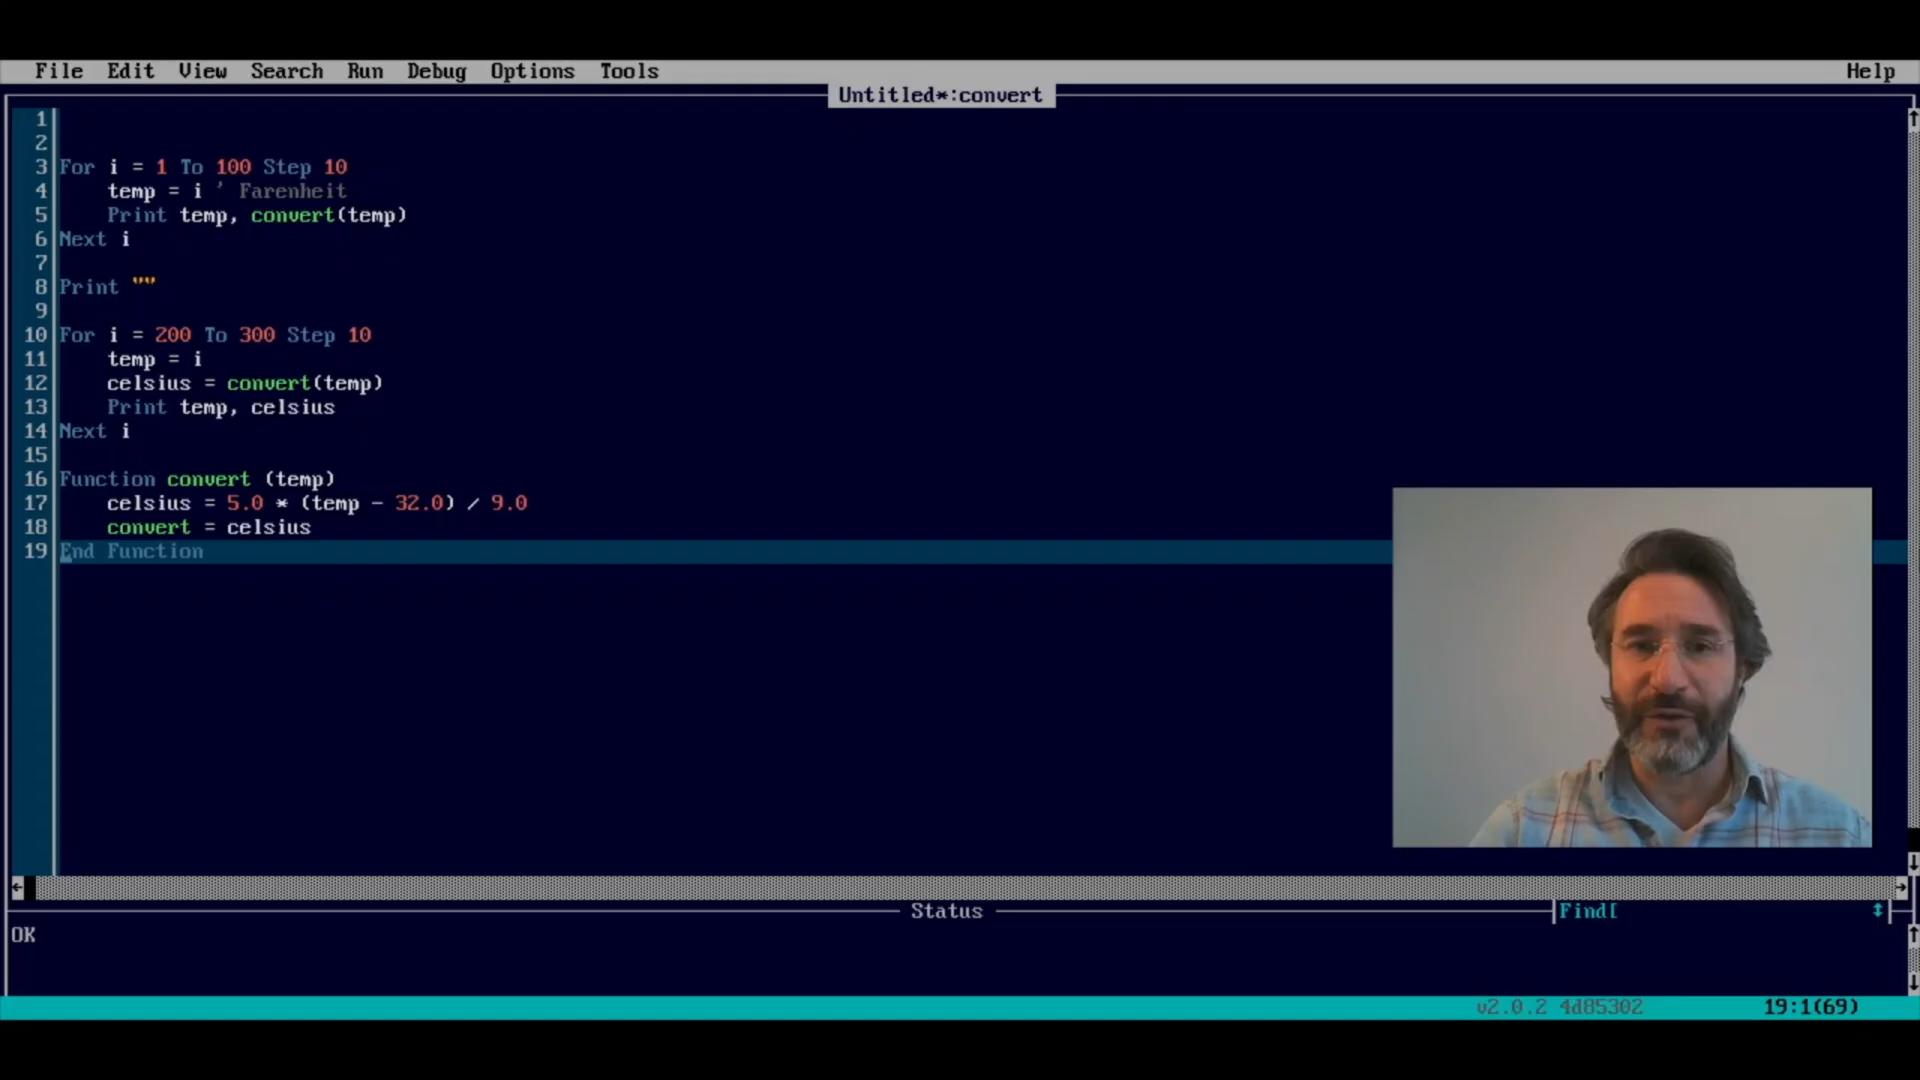 File Edit View Search Run Debug Options Tools Help
Untitled*:convert
1
2
3 For i = 1 To 100 Step 10
4 temp = i ' Farenheit
5 Print temp, convert(temp)
6 Next i
7
8 Print ""
9
10 For i = 200 To 300 Step 10
11 temp = i
12 celsius = convert(temp)
13 Print temp, celsius
14 Next i
15
16 Function convert (temp)
17 celsius = 5.0 * (temp - 32.0) / 9.0
18 convert = celsius
19 End Function
Status Find[
OK
v2.0.2 4d85302 19:1(69)